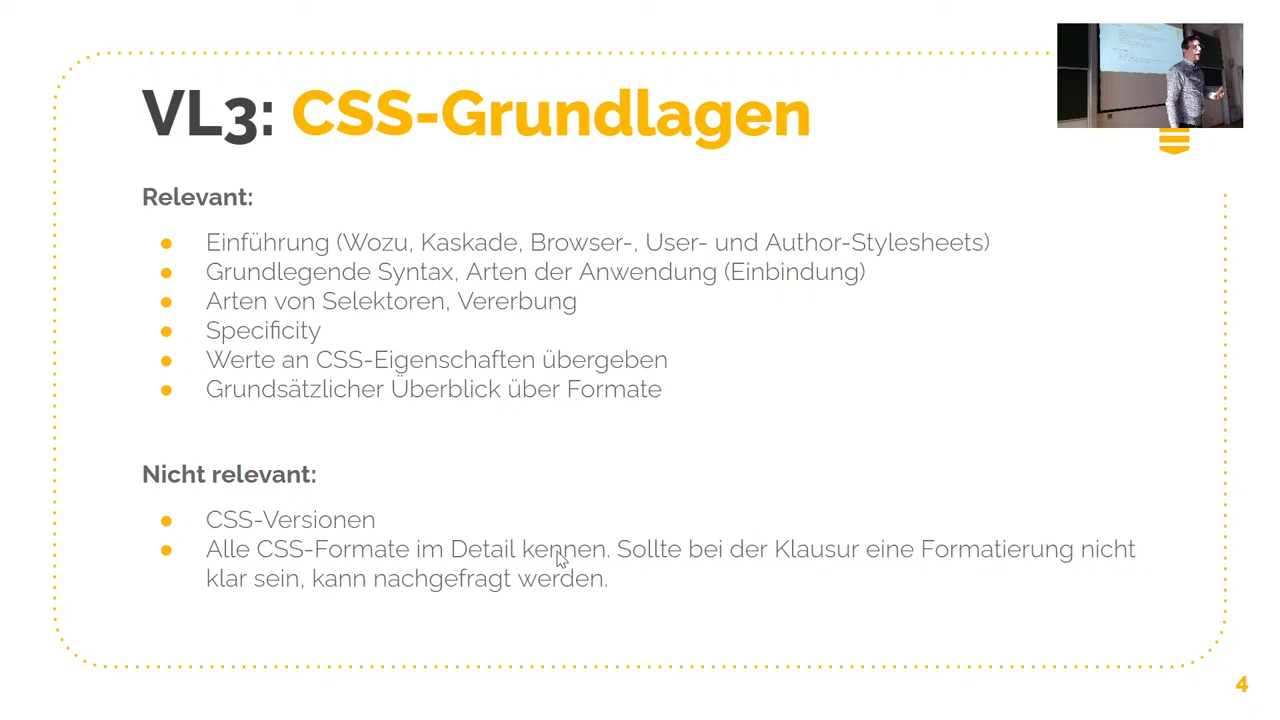 VL3: CSS-Grundlagen
Relevant:
● Einführung (Wozu, Kaskade, Browser-, User- und Author-Stylesheets)
● Grundlegende Syntax, Arten der Anwendung (Einbindung)
● Arten von Selektoren, Vererbung
● Specificity
● Werte an CSS-Eigenschaften übergeben
● Grundsätzlicher Überblick über Formate
Nicht relevant:
● CSS-Versionen
● Alle CSS-Formate im Detail kennen. Sollte bei der Klausur eine Formatierung nicht
klar sein, kann nachgefragt werden.
4